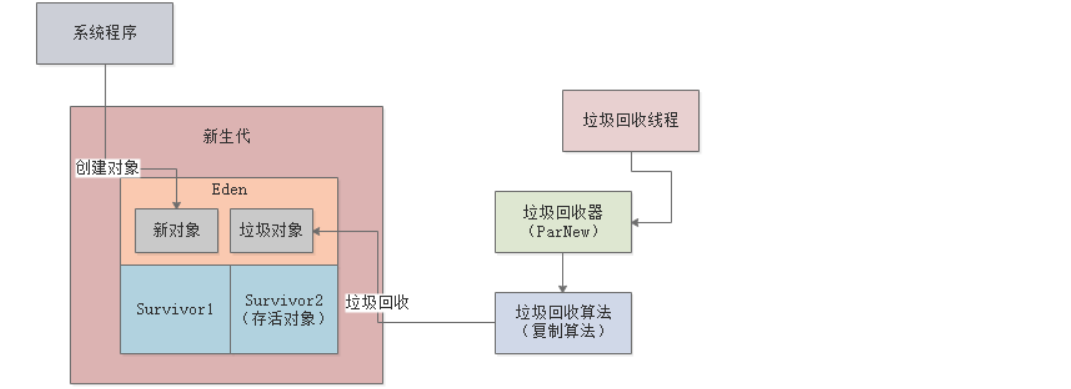 系统程序
新生代
创建对象
Eden
新对象
垃圾对象
Survivor1
Survivor2
（存活对象）
垃圾回收
垃圾回收线程
垃圾回收器
（ParNew）
垃圾回收算法
（复制算法）